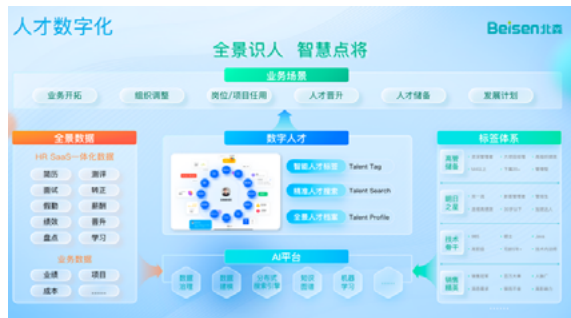 人才数字化
Beisen北森
全景识人 智慧点将
业务场景
业务开拓
组织调整
岗位/项目任用
人才晋升
人才储备
发展计划
全景数据
HR SaaS一体化数据
简历
测评
面试
转正
假勤
薪酬
绩效
晋升
盘点
学习
业务数据
业绩
项目
成本
……
数字人才
智能人才标签
Talent Tag
精准人才搜索
Talent Search
全景人才档案
Talent Profile
AI平台
数据
治理
数据
建模
分布式
搜索引擎
知识
图谱
机器
学习
……
标签体系
高管
储备
明日
之星
技术
骨干
销售
精英